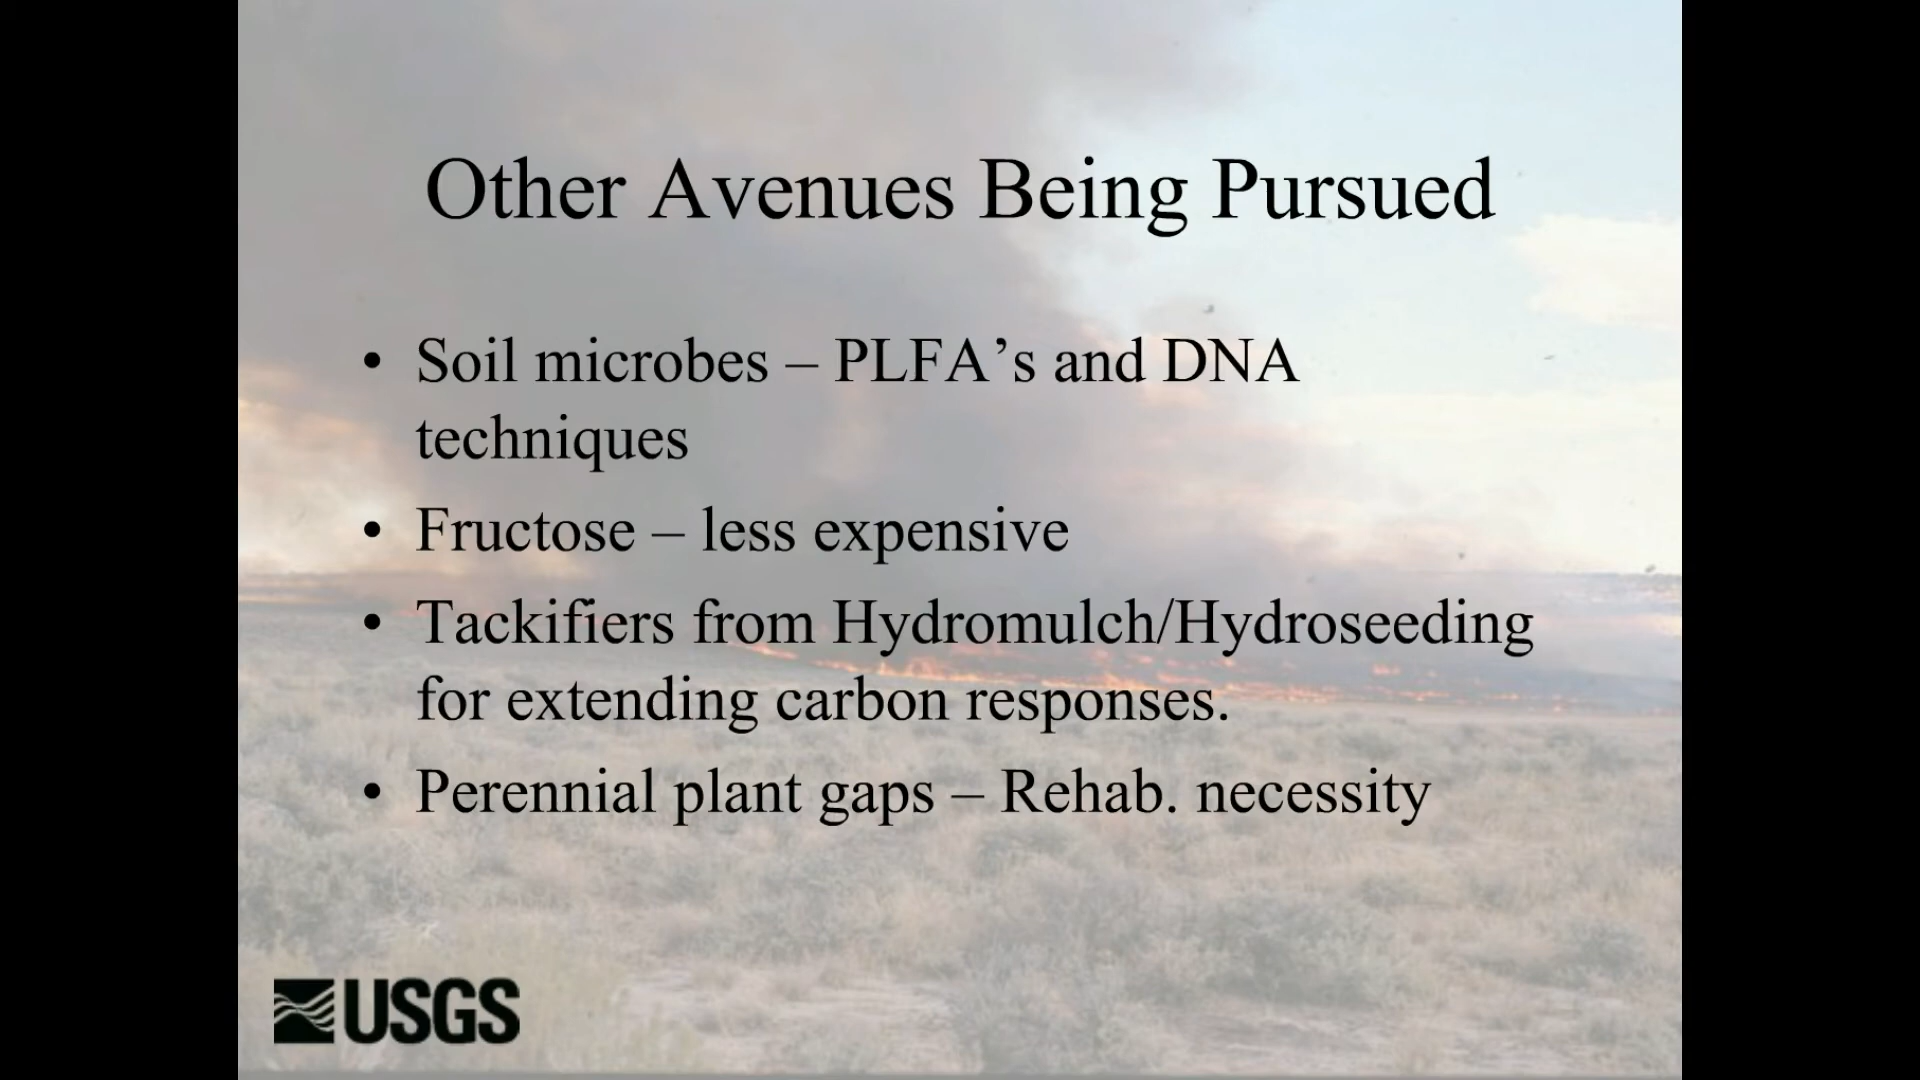 Other Avenues Being Pursued
• Soil microbes – PLFA’s and DNA
techniques
• Fructose – less expensive
• Tackifiers from Hydromulch/Hydroseeding
for extending carbon responses.
• Perennial plant gaps – Rehab. necessity
USGS